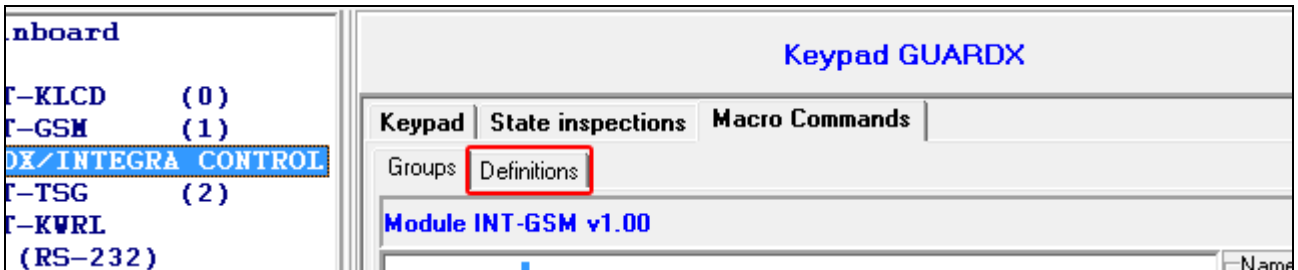 nboard
T-KLCD (0)
T-GSM (1)
DX/INTEGRA CONTROL
T-TSG (2)
T-KWRL
(RS-232)
Keypad GUARDX
Keypad State inspections Macro Commands
Groups Definitions
Module INT-GSM v1.00
Name